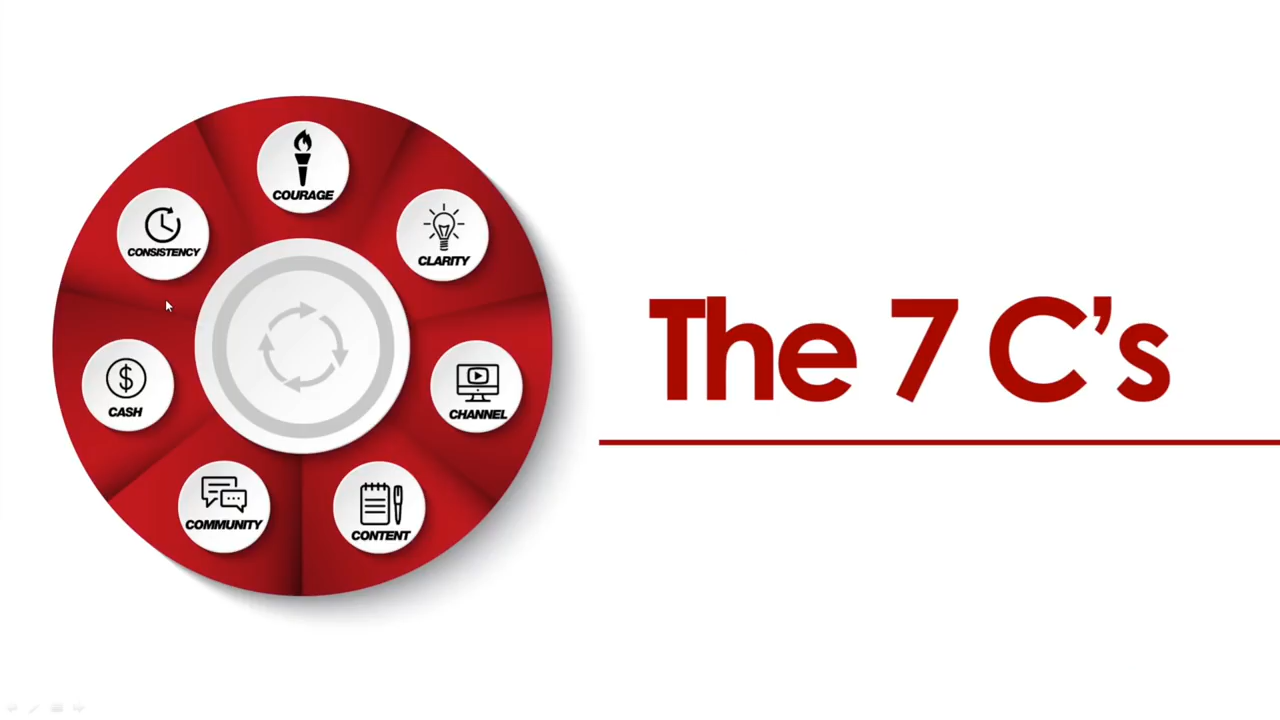 COURAGE
CLARITY
CHANNEL
CONTENT
COMMUNITY
CASH
CONSISTENCY
The 7 C's